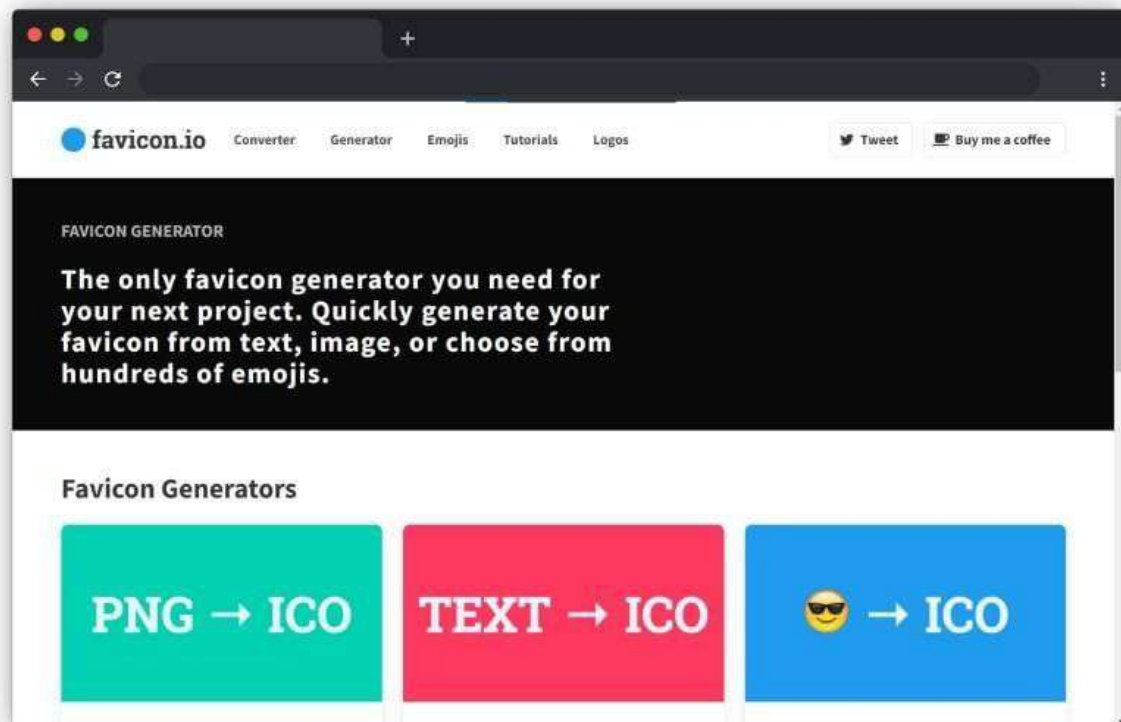 favicon.io Converter Generator Emojis Tutorials Logos Tweet Buy me a coffee
FAVICON GENERATOR
The only favicon generator you need for
your next project. Quickly generate your
favicon from text, image, or choose from
hundreds of emojis.
Favicon Generators
PNG → ICO TEXT → ICO 😎 → ICO